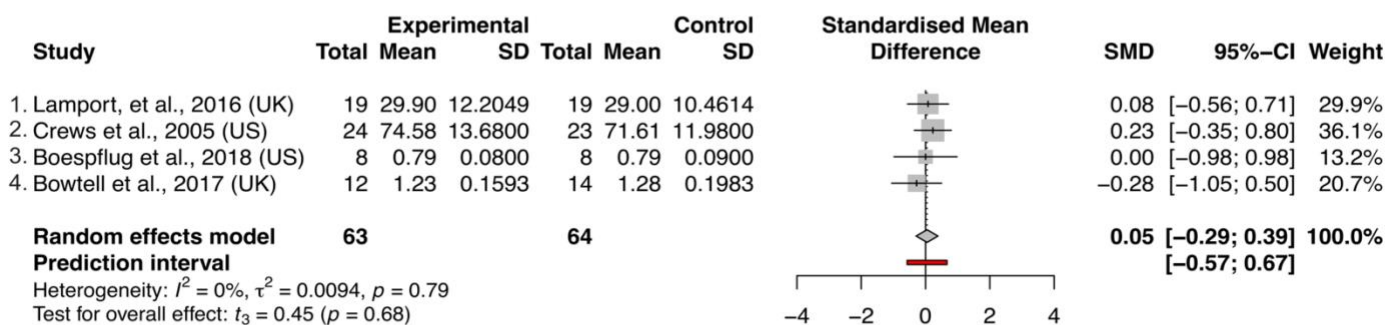 Experimental Control Standardised Mean
Study Total Mean SD Total Mean SD Difference SMD 95%−CI Weight
1. Lamport, et al., 2016 (UK) 19 29.90 12.2049 19 29.00 10.4614 0.08 [−0.56; 0.71] 29.9%
2. Crews et al., 2005 (US) 24 74.58 13.6800 23 71.61 11.9800 0.23 [−0.35; 0.80] 36.1%
3. Boespflug et al., 2018 (US) 8 0.79 0.0800 8 0.79 0.0900 0.00 [−0.98; 0.98] 13.2%
4. Bowtell et al., 2017 (UK) 12 1.23 0.1593 14 1.28 0.1983 −0.28 [−1.05; 0.50] 20.7%
Random effects model 63 64 0.05 [−0.29; 0.39] 100.0%
Prediction interval [−0.57; 0.67]
Heterogeneity: I² = 0%, τ² = 0.0094, p = 0.79
Test for overall effect: t₃ = 0.45 (p = 0.68)
−4 −2 0 2 4